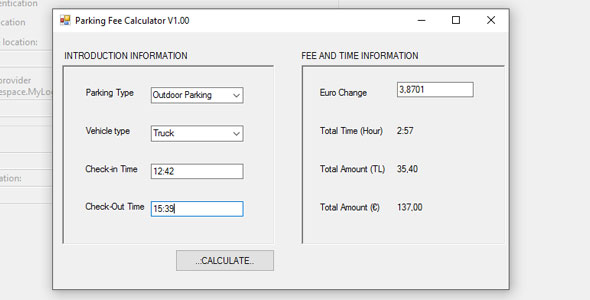 entication
ication
location:
provider
espace.MyLo
ation:
Parking Fee Calculator V1.00
INTRODUCTION INFORMATION
Parking Type
Outdoor Parking
Vehicle type
Truck
Check-in Time
12:42
Check-Out Time
15:39
..:CALCULATE..
FEE AND TIME INFORMATION
Euro Change
3,8701
Total Time (Hour)
2:57
Total Amount (TL)
35,40
Total Amount (€)
137,00